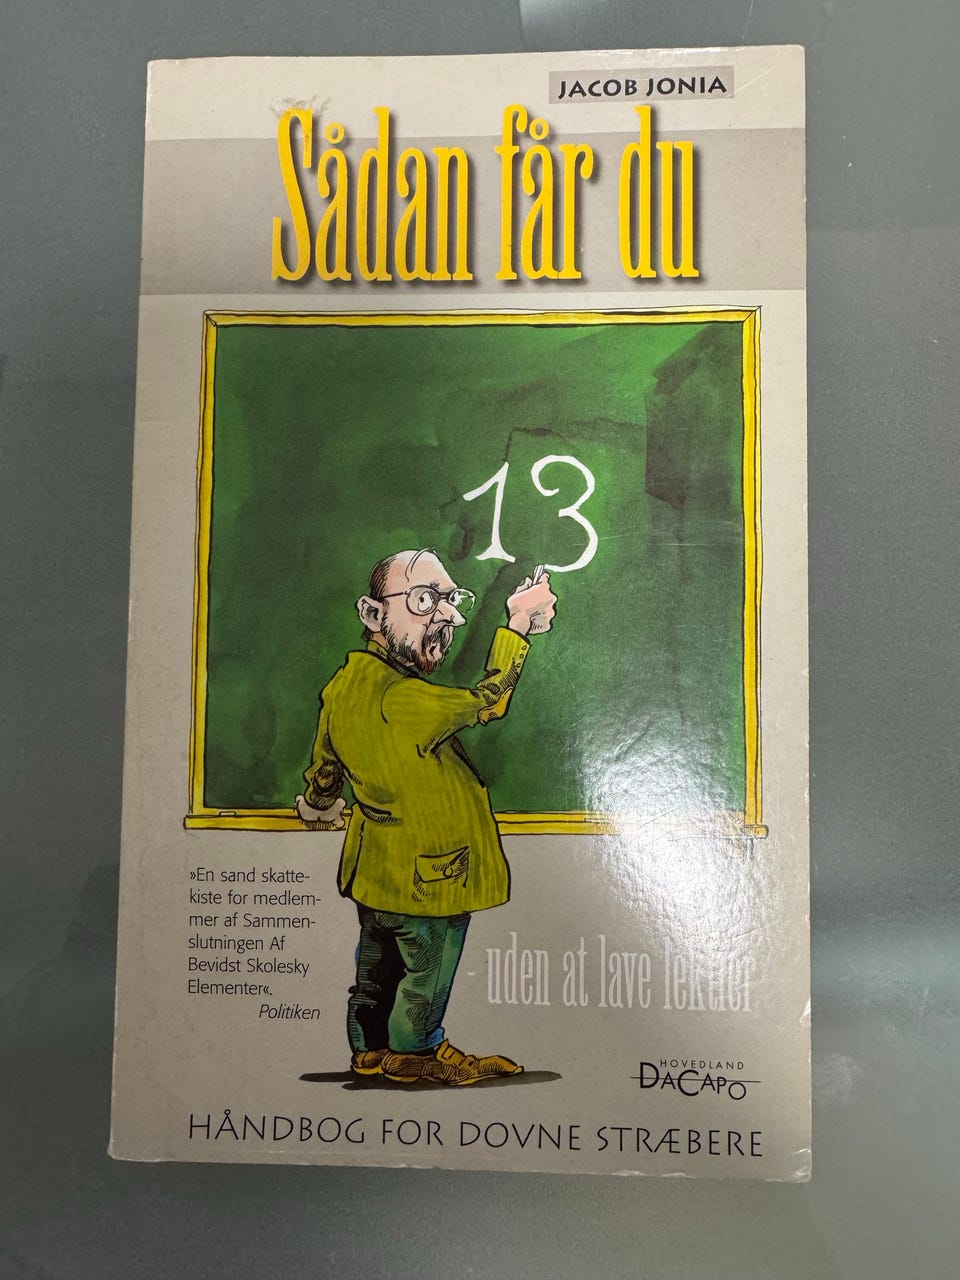 JACOB JONIA
Sådan får du
13
»En sand skatte-
kiste for medlem-
mer af Sammen-
slutningen Af
Bevidst Skolesky
Elementer«.
Politiken
- uden at lave lektier
HOVEDLAND
DACAPO
HÅNDBOG FOR DOVNE STRÆBERE